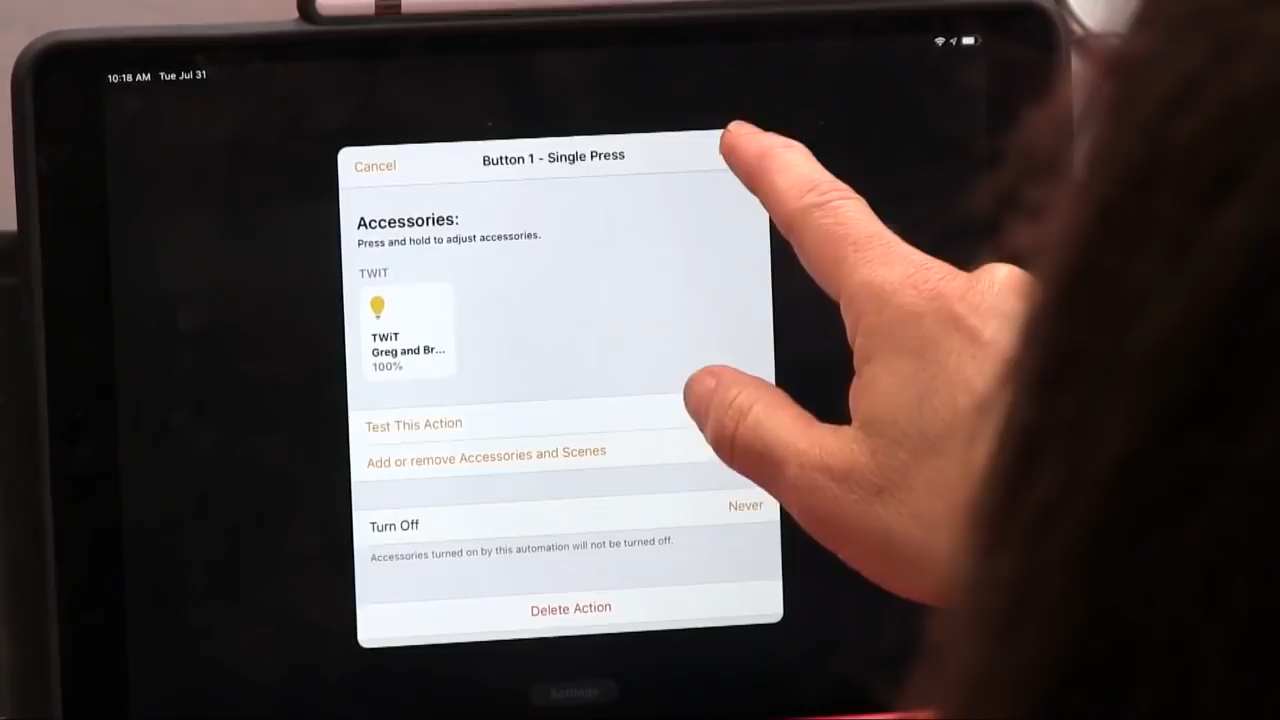 10:18 AM Tue Jul 31
Cancel
Button 1 - Single Press
Accessories:
Press and hold to adjust accessories.
TWIT
TWiT
Greg and Br...
100%
Test This Action
Add or remove Accessories and Scenes
Turn Off
Never
Accessories turned on by this automation will not be turned off.
Delete Action
Settings